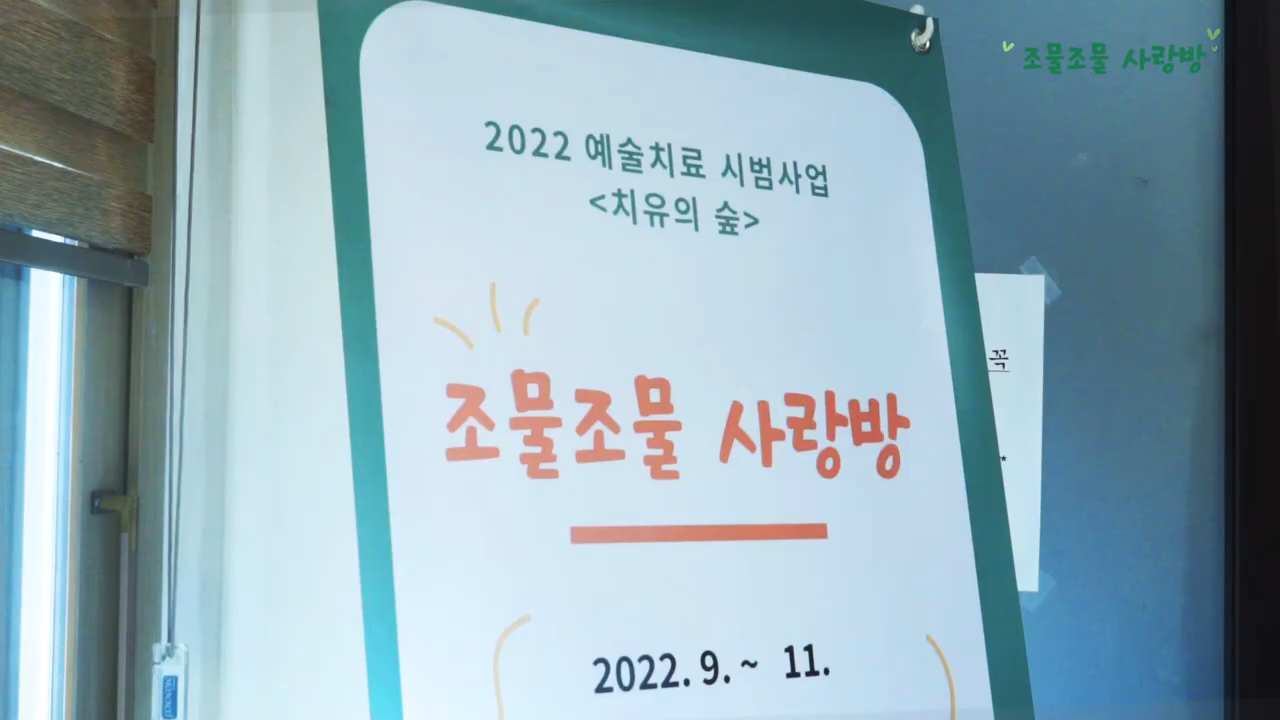 조물조물 사랑방
2022 예술치료 시범사업
<치유의 숲>
조물조물 사랑방
2022. 9. ~ 11.
꼭
*